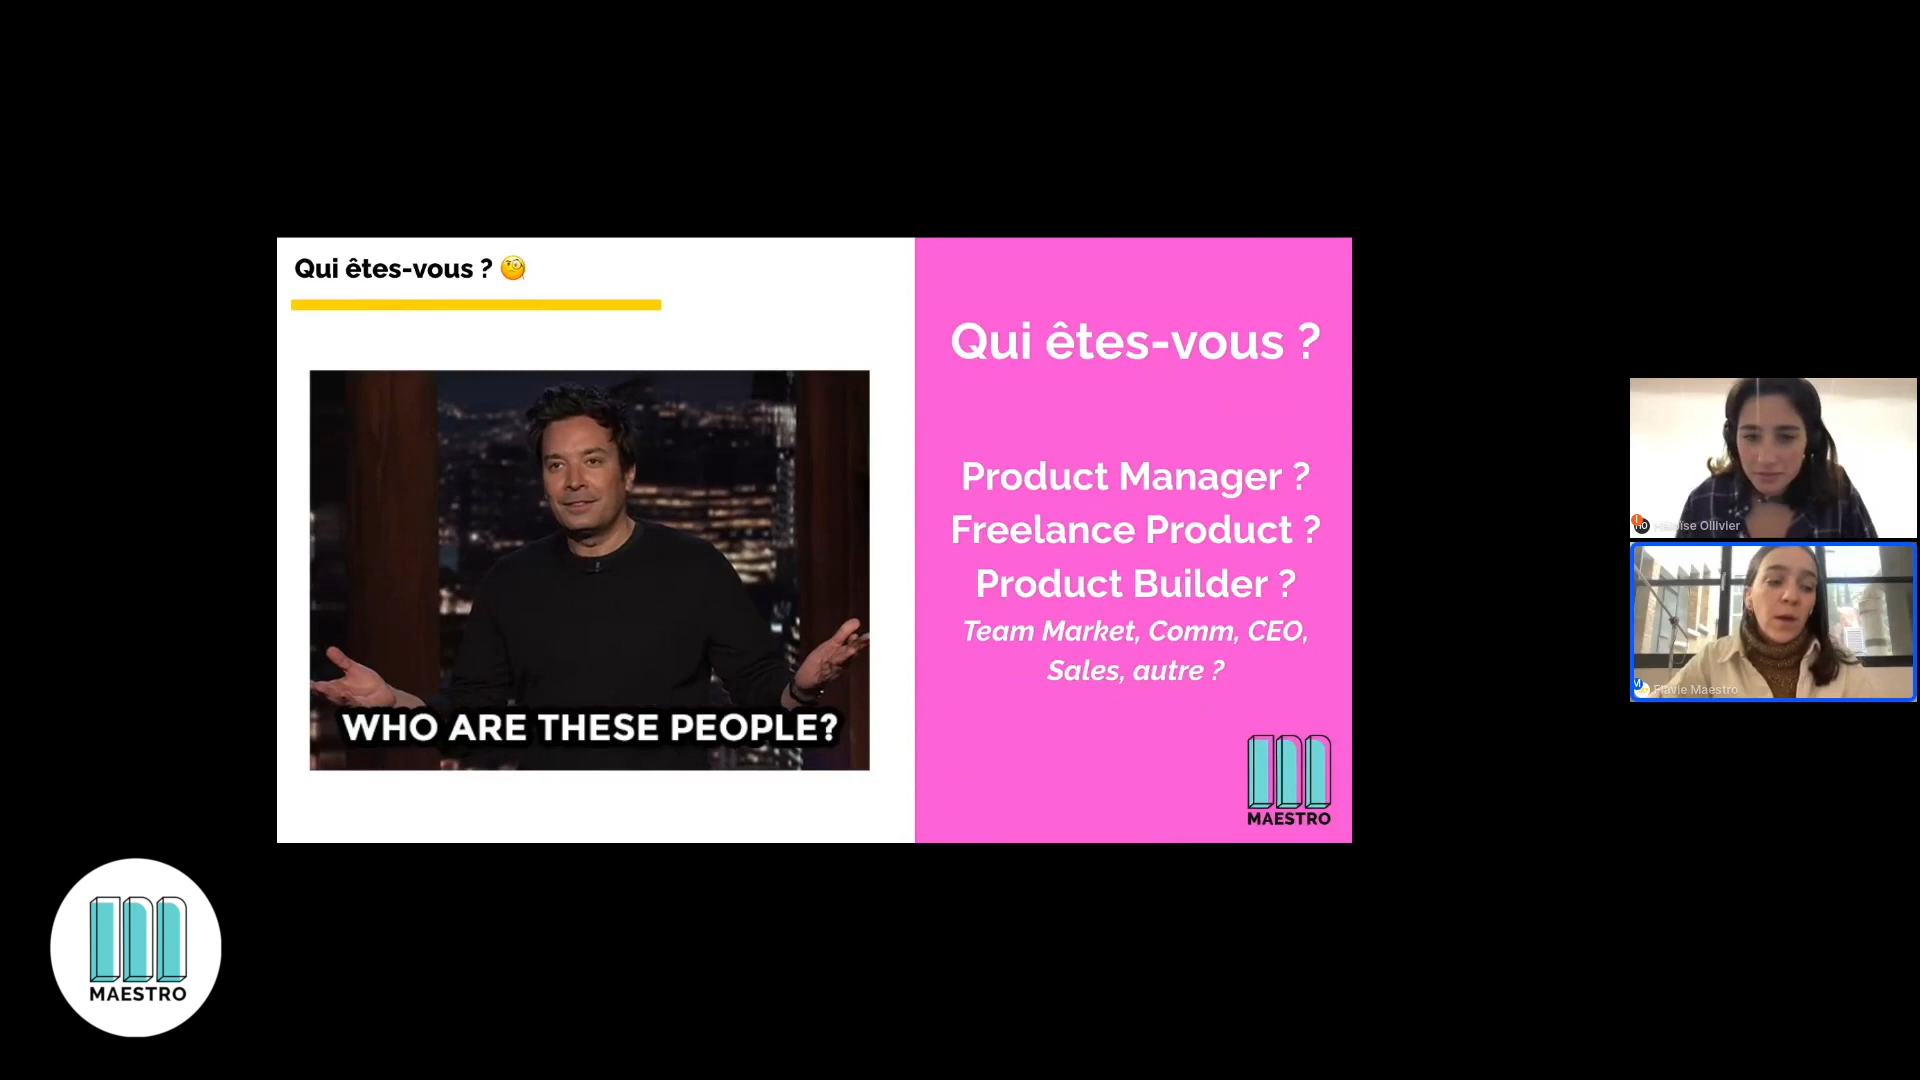 Qui êtes-vous ? 🧐
WHO ARE THESE PEOPLE?
Qui êtes-vous ?
Product Manager ?
Freelance Product ?
Product Builder ?
Team Market, Comm, CEO,
Sales, autre ?
MAESTRO
Ollivier
Flavie Maestro
MAESTRO